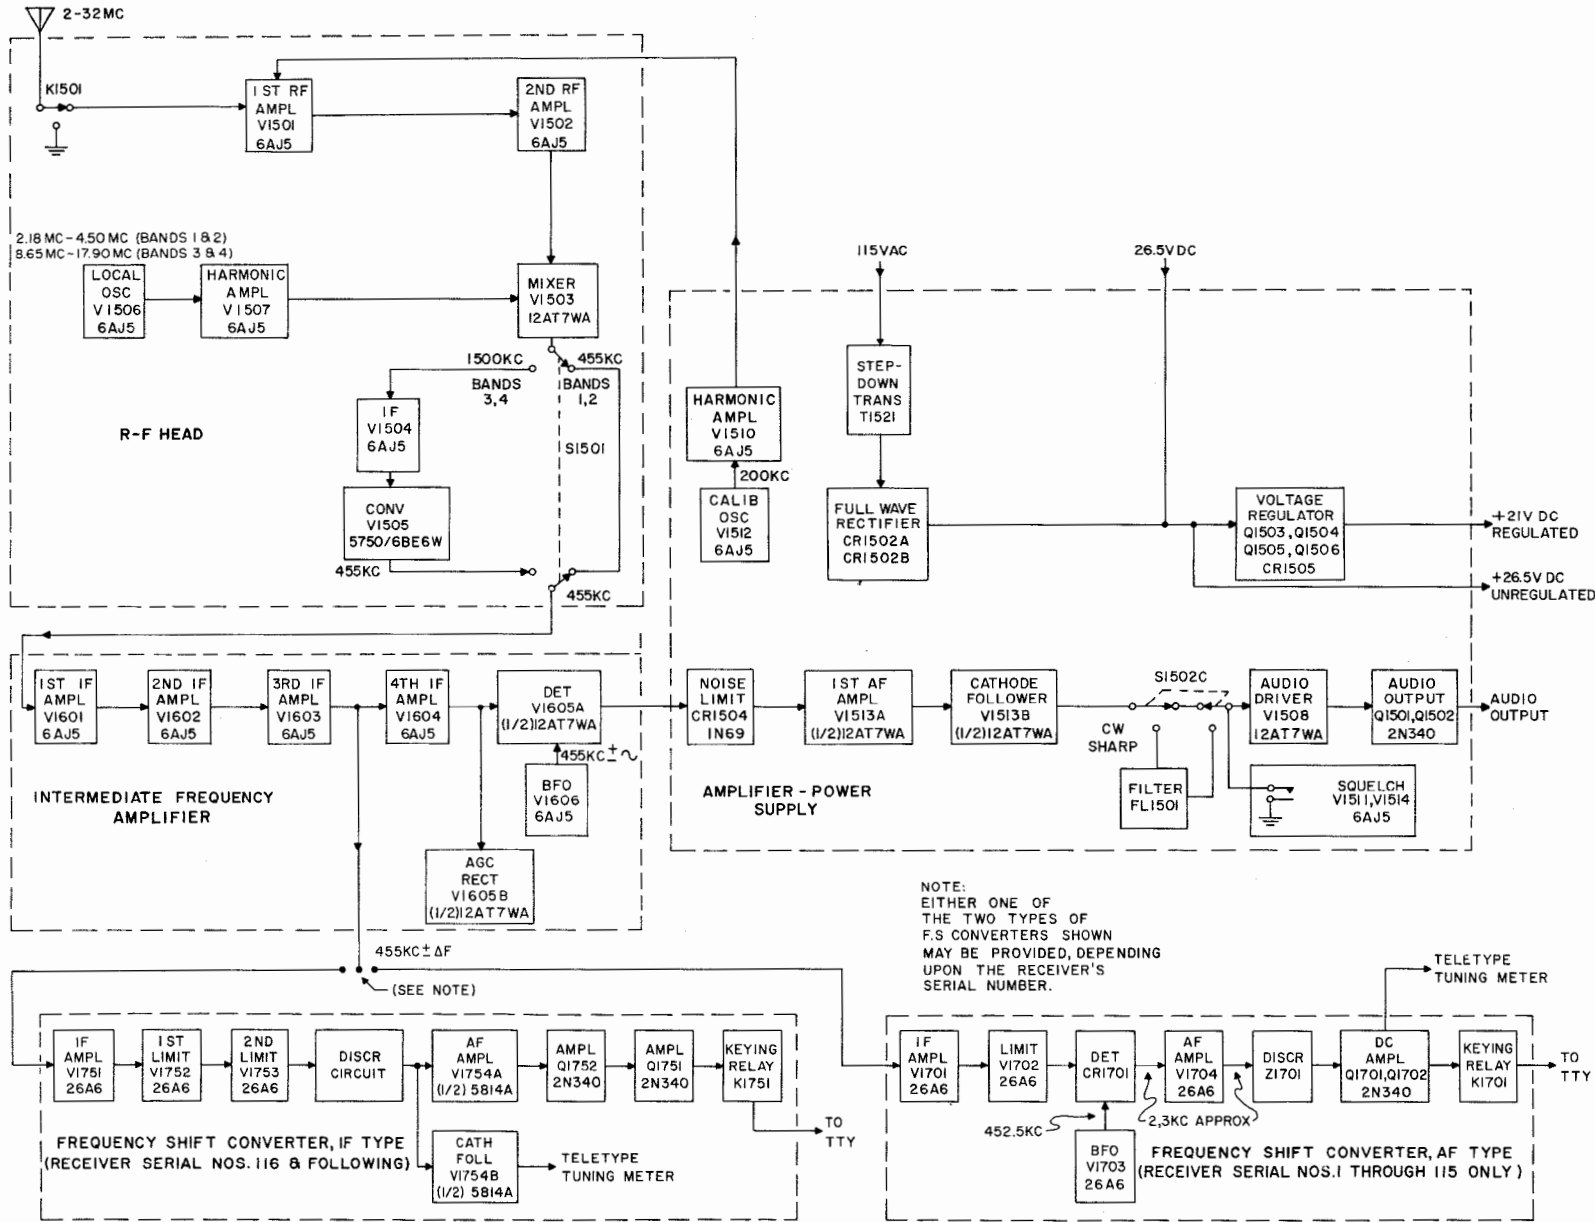 2-32MC
K1501
1ST RF
AMPL
V1501
6AJ5
2ND RF
AMPL
V1502
6AJ5
2.18 MC-4.50 MC (BANDS 1 & 2)
8.65 MC-17.90 MC (BANDS 3 & 4)
LOCAL
OSC
V1506
6AJ5
HARMONIC
AMPL
V1507
6AJ5
MIXER
V1503
12AT7WA
1500KC
BANDS
3,4
455KC
BANDS
1,2
IF
V1504
6AJ5
R-F HEAD
S1501
CONV
V1505
5750/6BE6W
455KC
455KC
115VAC
26.5V DC
STEP-
DOWN
TRANS
T1521
HARMONIC
AMPL
V1510
6AJ5
200KC
CALIB
OSC
V1512
6AJ5
FULL WAVE
RECTIFIER
CR1502A
CR1502B
VOLTAGE
REGULATOR
Q1503, Q1504
Q1505, Q1506
CR1505
+21V DC
REGULATED
+26.5V DC
UNREGULATED
1ST IF
AMPL
V1601
6AJ5
2ND IF
AMPL
V1602
6AJ5
3RD IF
AMPL
V1603
6AJ5
4TH IF
AMPL
V1604
6AJ5
DET
V1605A
(1/2)12AT7WA
455KC ± ~
BFO
V1606
6AJ5
INTERMEDIATE FREQUENCY
AMPLIFIER
AGC
RECT
V1605B
(1/2)12AT7WA
NOISE
LIMIT
CR1504
1N69
1ST AF
AMPL
V1513A
(1/2)12AT7WA
CATHODE
FOLLOWER
V1513B
(1/2)12AT7WA
S1502C
CW
SHARP
FILTER
FL1501
AUDIO
DRIVER
V1508
12AT7WA
AUDIO
OUTPUT
Q1501,Q1502
2N340
AUDIO
OUTPUT
SQUELCH
V1511,V1514
6AJ5
AMPLIFIER - POWER
SUPPLY
NOTE:
EITHER ONE OF
THE TWO TYPES OF
F.S CONVERTERS SHOWN
MAY BE PROVIDED, DEPENDING
UPON THE RECEIVER'S
SERIAL NUMBER.
455KC ± ΔF
(SEE NOTE)
IF
AMPL
V1751
26A6
1ST
LIMIT
V1752
26A6
2ND
LIMIT
V1753
26A6
DISCR
CIRCUIT
AF
AMPL
V1754A
(1/2) 5814A
AMPL
Q1752
2N340
AMPL
Q1751
2N340
KEYING
RELAY
K1751
TO
TTY
CATH
FOLL
V1754B
(1/2) 5814A
TELETYPE
TUNING METER
FREQUENCY SHIFT CONVERTER, IF TYPE
(RECEIVER SERIAL NOS. 116 & FOLLOWING)
IF
AMPL
V1701
26A6
LIMIT
V1702
26A6
DET
CR1701
AF
AMPL
V1704
26A6
DISCR
Z1701
DC
AMPL
Q1701, Q1702
2N340
KEYING
RELAY
K1701
TO
TTY
TELETYPE
TUNING METER
452.5KC
2,3KC APPROX
BFO
V1703
26A6
FREQUENCY SHIFT CONVERTER, AF TYPE
(RECEIVER SERIAL NOS. 1 THROUGH 115 ONLY)